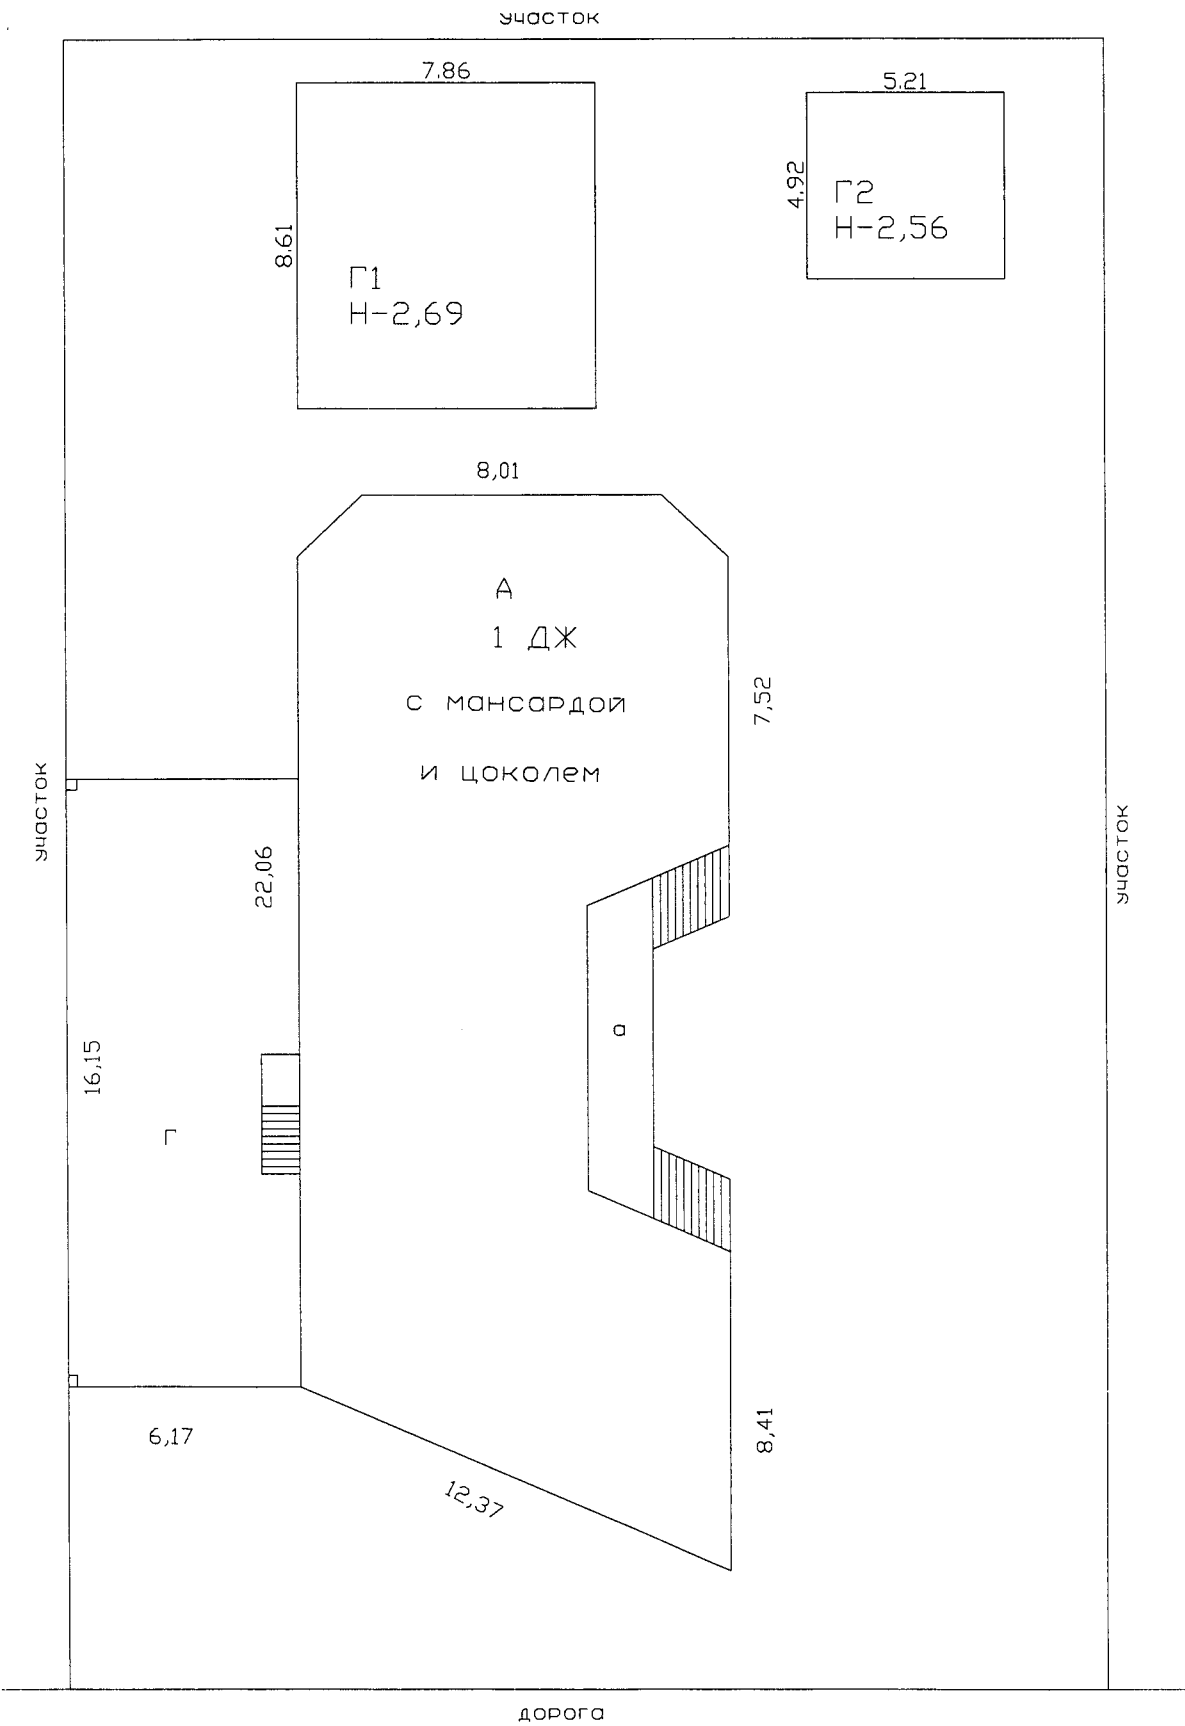 участок
7.86
5.21
4.92
Г2
Н-2,56
8.61
Г1
Н-2,69
8,01
А
1 ДЖ
с мансардой
и цоколем
7,52
участок
участок
22,06
а
16,15
г
6,17
12,37
8,41
дорога